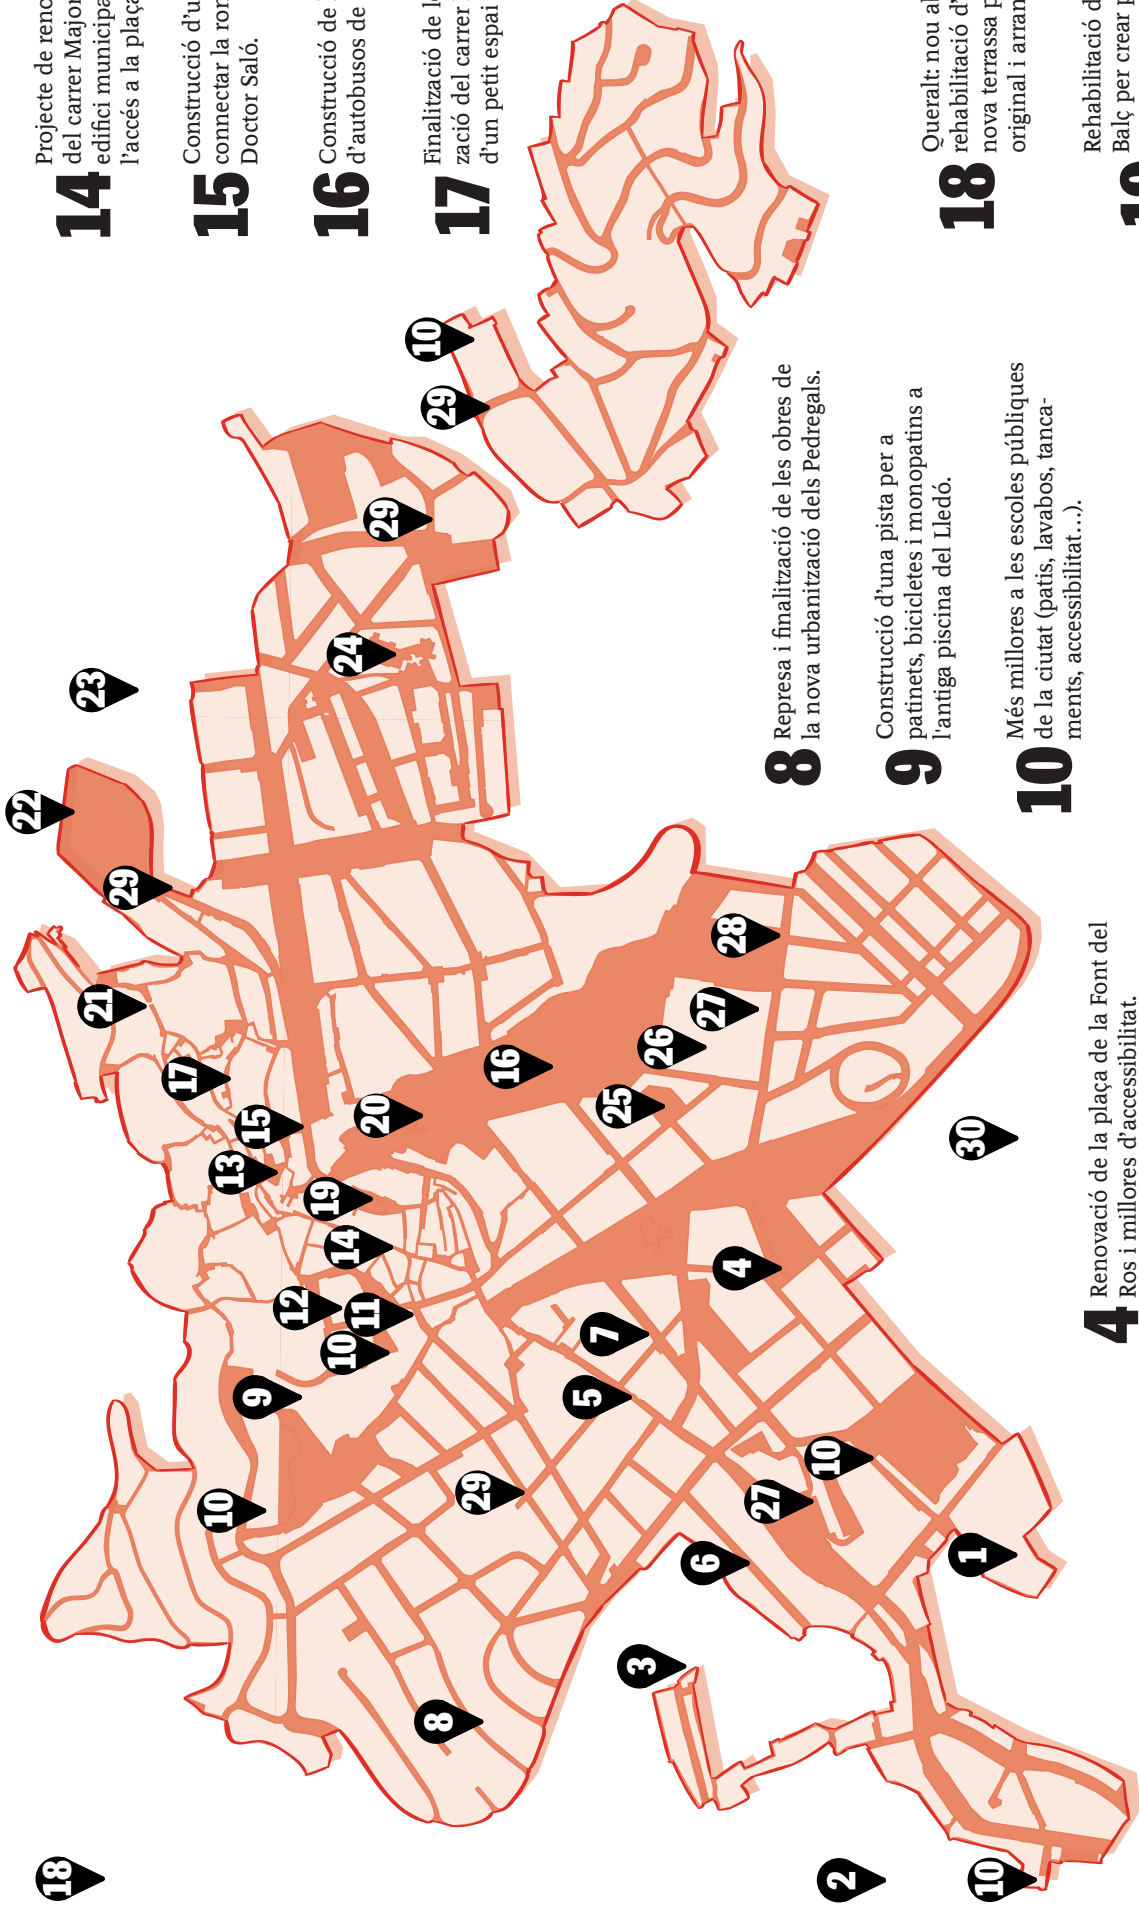 14
Projecte de reno
del carrer Major
edifici municipa
l'accés a la plaça
15
Construcció d'u
connectar la ron
Doctor Saló.
16
Construcció de
d'autobusos de
17
Finalització de l
zació del carrer
d'un petit espai
18
Queralt: nou al
rehabilitació d'
nova terrassa p
original i arran
19
Rehabilitació d
Balç per crear p
8
Represa i finalització de les obres de
la nova urbanització dels Pedregals.
9
Construcció d'una pista per a
patinets, bicicletes i monopatins a
l'antiga piscina del Lledó.
10
Més millores a les escoles públiques
de la ciutat (patis, lavabos, tanca-
ments, accessibilitat...).
4
Renovació de la plaça de la Font del
Ros i millores d'accessibilitat.
18
10
9
12
10
11
14
19
13
15
17
21
29
22
23
20
16
24
29
29
10
8
29
5
7
25
26
27
28
3
6
27
10
4
30
2
10
1